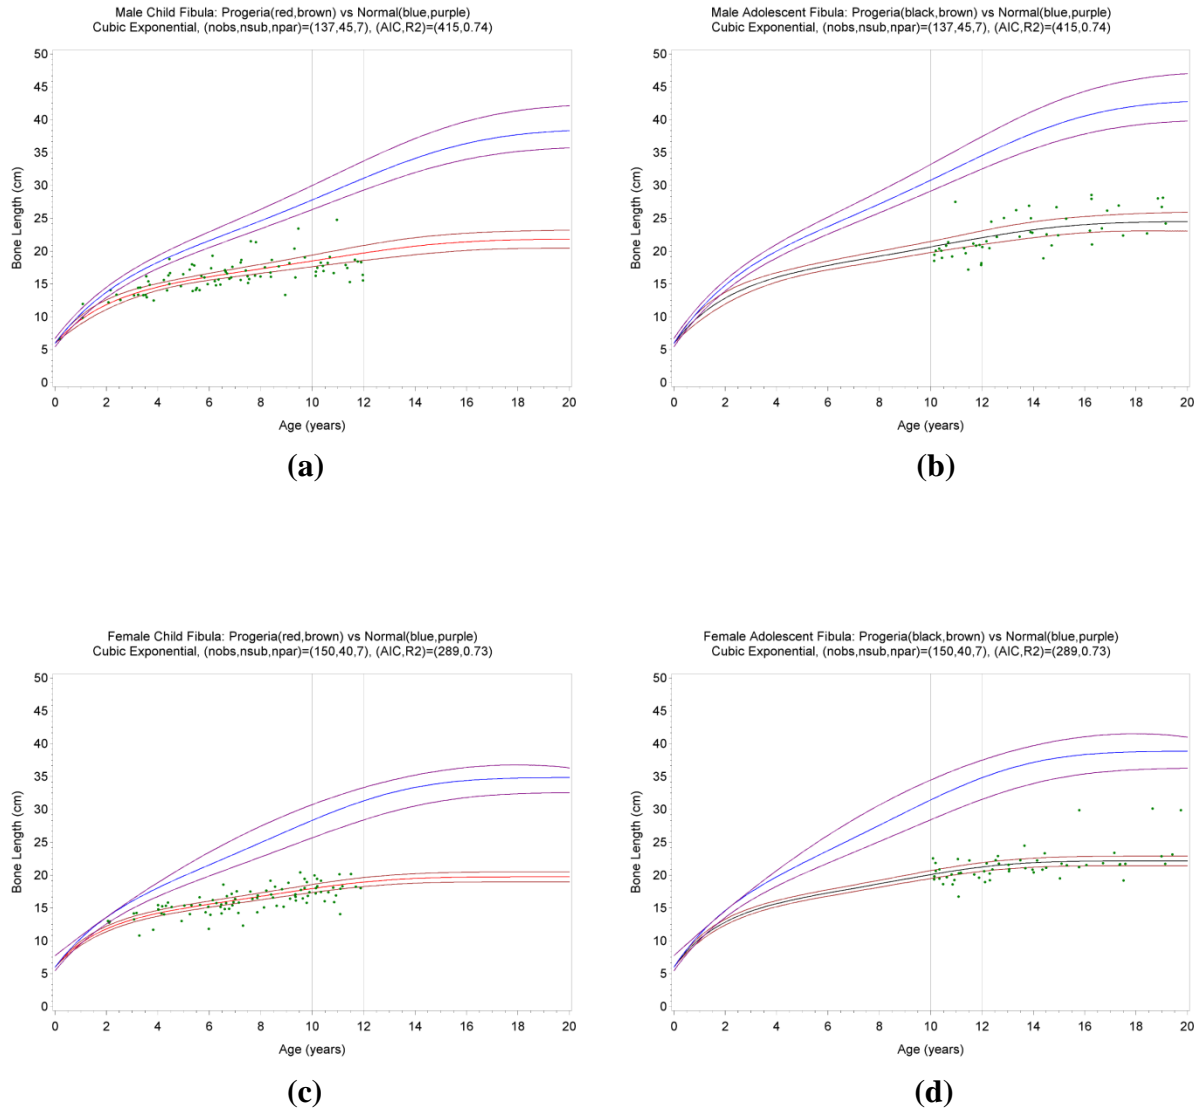 Male Child Fibula: Progeria(red,brown) vs Normal(blue,purple)
Cubic Exponential, (nobs,nsub,npar)=(137,45,7), (AIC,R2)=(415,0.74)
50
45
40
35
30
25
20
15
10
5
0
Bone Length (cm)
0 2 4 6 8 10 12 14 16 18 20
Age (years)
(a)
Male Adolescent Fibula: Progeria(black,brown) vs Normal(blue,purple)
Cubic Exponential, (nobs,nsub,npar)=(137,45,7), (AIC,R2)=(415,0.74)
50
45
40
35
30
25
20
15
10
5
0
Bone Length (cm)
0 2 4 6 8 10 12 14 16 18 20
Age (years)
(b)
Female Child Fibula: Progeria(red,brown) vs Normal(blue,purple)
Cubic Exponential, (nobs,nsub,npar)=(150,40,7), (AIC,R2)=(289,0.73)
50
45
40
35
30
25
20
15
10
5
0
Bone Length (cm)
0 2 4 6 8 10 12 14 16 18 20
Age (years)
(c)
Female Adolescent Fibula: Progeria(black,brown) vs Normal(blue,purple)
Cubic Exponential, (nobs,nsub,npar)=(150,40,7), (AIC,R2)=(289,0.73)
50
45
40
35
30
25
20
15
10
5
0
Bone Length (cm)
0 2 4 6 8 10 12 14 16 18 20
Age (years)
(d)